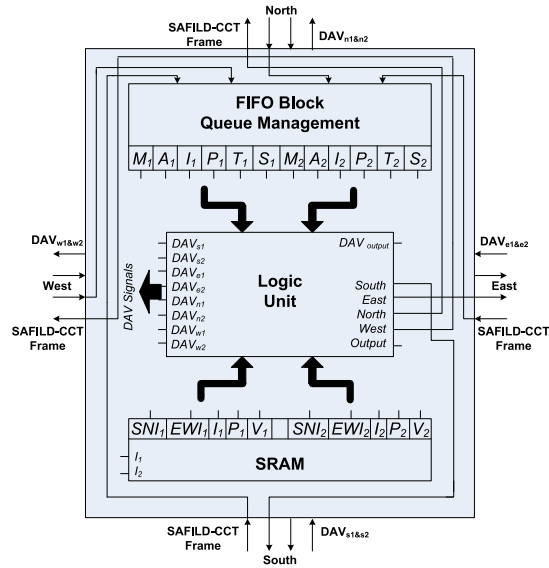 North
SAFILD-CCT
Frame
DAVn1&n2
FIFO Block
Queue Management
M1 A1 I1 P1 T1 S1 M2 A2 I2 P2 T2 S2
DAVw1&w2
West
SAFILD-CCT
Frame
DAV Signals
DAVs1
DAVs2
DAVe1
DAVe2
DAVn1
DAVn2
DAVw1
DAVw2
Logic
Unit
DAV output
South
East
North
West
Output
DAVe1&e2
East
SAFILD-CCT
Frame
SNI1 EWI1 I1 P1 V1 SNI2 EWI2 I2 P2 V2
I1
I2
SRAM
SAFILD-CCT
Frame
DAVs1&s2
South